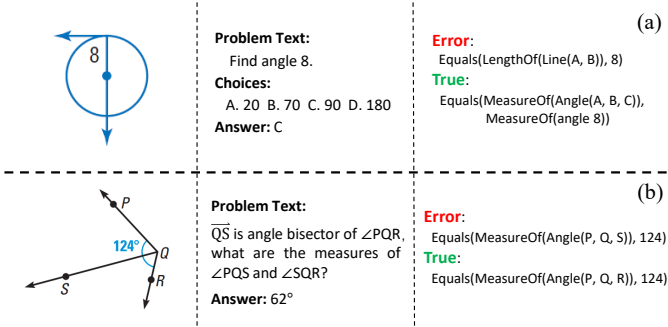 (a)
8
Problem Text:
Find angle 8.
Choices:
A. 20 B. 70 C. 90 D. 180
Answer: C
Error:
Equals(LengthOf(Line(A, B)), 8)
True:
Equals(MeasureOf(Angle(A, B, C)),
MeasureOf(angle 8))
(b)
P
124°
Q
S
R
Problem Text:
QS is angle bisector of ∠PQR,
what are the measures of
∠PQS and ∠SQR?
Answer: 62°
Error:
Equals(MeasureOf(Angle(P, Q, S)), 124)
True:
Equals(MeasureOf(Angle(P, Q, R)), 124)